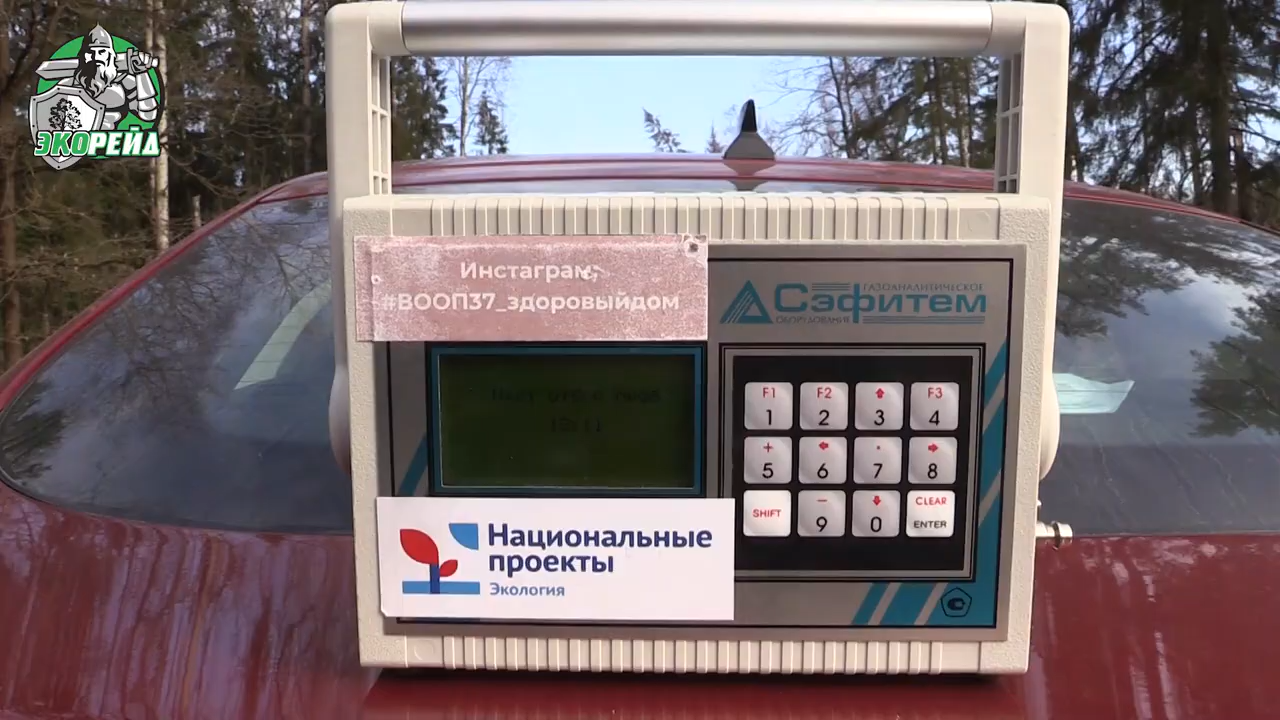 ЭКОРЕЙД
Инстаграм;
#ВООП37_здоровыйдом
ГАЗОАНАЛИТИЧЕСКОЕ
Сэфитем
ОБОРУДОВАНИЕ
F1 F2 F3
1 2 3 4
+
5 6 7 8
SHIFT − CLEAR
9 0 ENTER
Национальные
проекты
Экология